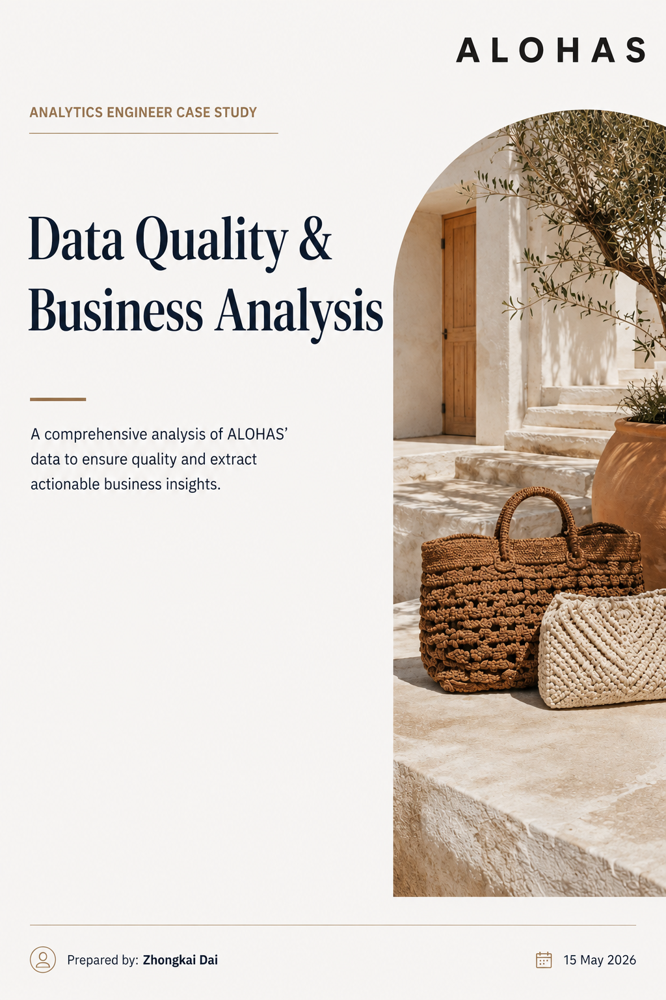 ALOHAS
ANALYTICS ENGINEER CASE STUDY
Data Quality &
Business Analysis
A comprehensive analysis of ALOHAS’
data to ensure quality and extract
actionable business insights.
Prepared by: Zhongkai Dai
15 May 2026